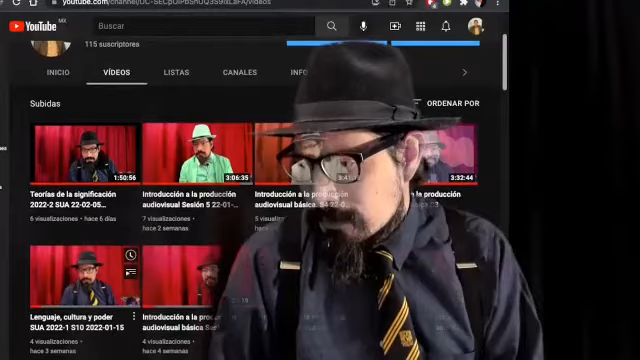 youtube.com/channel/UC-SECpOIPbSnOQ3S9IxLeAFA/videos
YouTube MX
Buscar
115 suscriptores
INICIO
VÍDEOS
LISTAS
CANALES
Subidas
ORDENAR POR
1:50:56
3:06:35
3:32:44
Teorías de la significación
2022-2 SUA 22-02-05...
6 visualizaciones · hace 6 días
Introducción a la producción
audiovisual Sesión 5 22-01-...
7 visualizaciones ·
hace 2 semanas
Introducción a la producción
audiovisual básica.
Lenguaje, cultura y poder
SUA 2022-1 S10 2022-01-15
4 visualizaciones ·
hace 3 semanas
Introducción a la
audiovisual básica
4 visualizaciones ·
hace 4 semanas